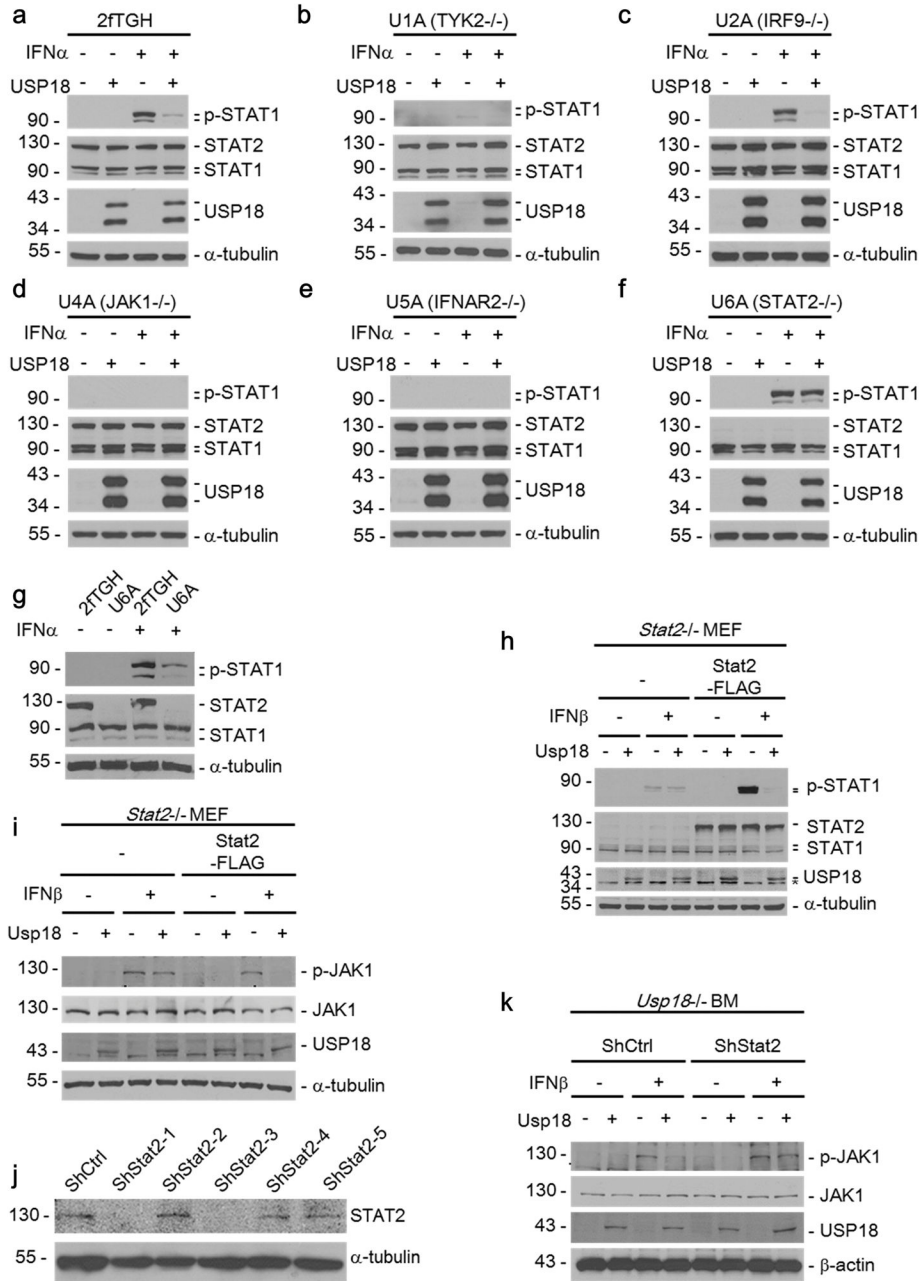 a
2fTGH
IFNα - - + +
USP18 - + - +
90 - p-STAT1
130 - STAT2
90 - STAT1
43 - USP18
34 -
55 - - α-tubulin
b
U1A (TYK2-/-)
IFNα - - + +
USP18 - + - +
90 - p-STAT1
130 - STAT2
90 - STAT1
43 - USP18
34 -
55 - - α-tubulin
c
U2A (IRF9-/-)
IFNα - - + +
USP18 - + - +
90 - p-STAT1
130 - STAT2
90 - STAT1
43 - USP18
34 -
55 - - α-tubulin
d
U4A (JAK1-/-)
IFNα - - + +
USP18 - + - +
90 - p-STAT1
130 - STAT2
90 - STAT1
43 - USP18
34 -
55 - - α-tubulin
e
U5A (IFNAR2-/-)
IFNα - - + +
USP18 - + - +
90 - p-STAT1
130 - STAT2
90 - STAT1
43 - USP18
34 -
55 - - α-tubulin
f
U6A (STAT2-/-)
IFNα - - + +
USP18 - + - +
90 - p-STAT1
130 - STAT2
90 - STAT1
43 - USP18
34 -
55 - - α-tubulin
g
2fTGH U6A 2fTGH U6A
IFNα - - + +
90 - p-STAT1
130 - STAT2
90 - STAT1
55 - - α-tubulin
h
Stat2-/- MEF
- Stat2
-FLAG
IFNβ - + - +
Usp18 - + - + - + - +
90 - p-STAT1
130 - STAT2
90 - STAT1
43 - USP18
34 - *
55 - - α-tubulin
i
Stat2-/- MEF
- Stat2
-FLAG
IFNβ - + - +
Usp18 - + - + - + - +
130 - - p-JAK1
130 - - JAK1
43 - - USP18
55 - - α-tubulin
j
ShCtrl ShStat2-1 ShStat2-2 ShStat2-3 ShStat2-4 ShStat2-5
130 - STAT2
55 - α-tubulin
k
Usp18-/- BM
ShCtrl ShStat2
IFNβ - + - +
Usp18 - + - + - + - +
130 - - p-JAK1
130 - - JAK1
43 - - USP18
43 - - β-actin